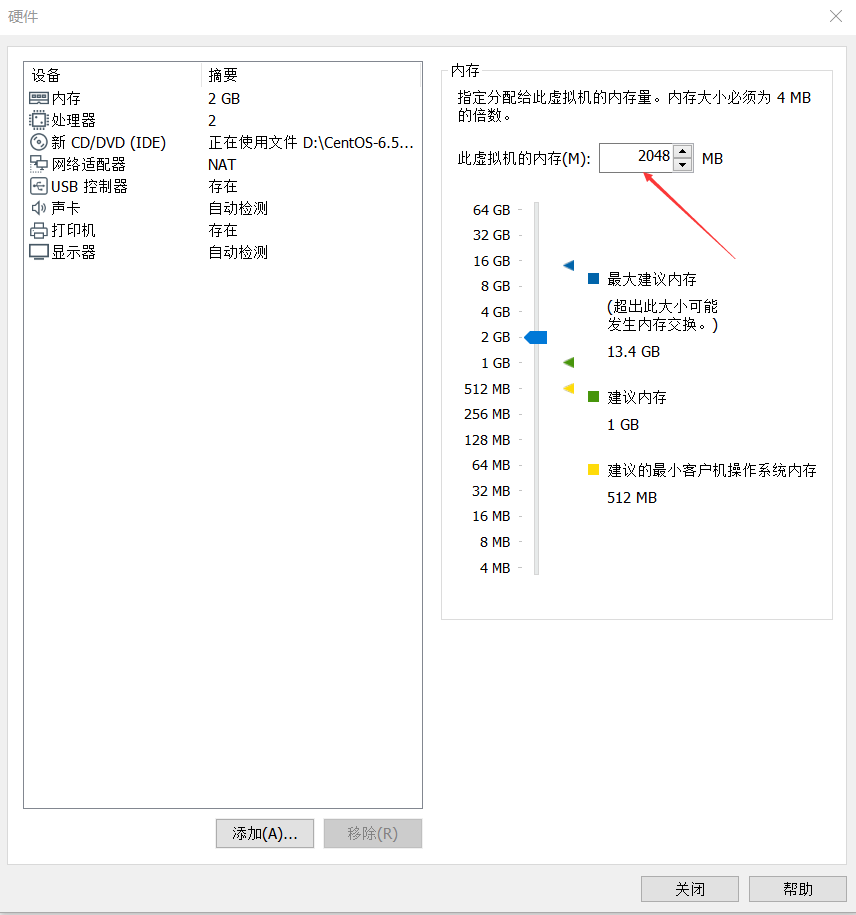 硬件
设备 摘要
内存 2 GB
处理器 2
新 CD/DVD (IDE) 正在使用文件 D:\CentOS-6.5...
网络适配器 NAT
USB 控制器 存在
声卡 自动检测
打印机 存在
显示器 自动检测
添加(A)... 移除(R)
内存
指定分配给此虚拟机的内存量。内存大小必须为 4 MB
的倍数。
此虚拟机的内存(M): 2048 MB
64 GB
32 GB
16 GB
8 GB
4 GB
2 GB
1 GB
512 MB
256 MB
128 MB
64 MB
32 MB
16 MB
8 MB
4 MB
最大建议内存
(超出此大小可能
发生内存交换。)
13.4 GB
建议内存
1 GB
建议的最小客户机操作系统内存
512 MB
关闭 帮助